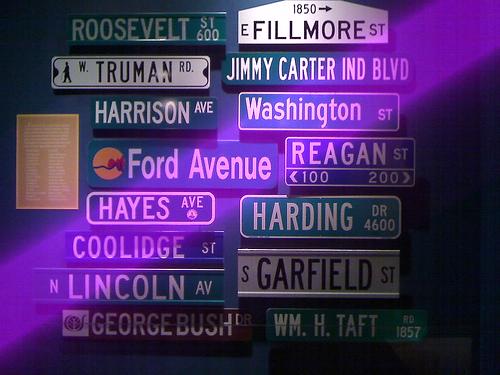 ROOSEVELT ST 600
1850 →
E FILLMORE ST
W. TRUMAN RD.
JIMMY CARTER IND BLVD
HARRISON AVE
Washington ST
Ford Avenue
REAGAN ST
<100 200>
HAYES AVE
HARDING DR 4600
COOLIDGE ST
S GARFIELD ST
N LINCOLN AV
GEORGE BUSH DR
WM. H. TAFT RD 1857